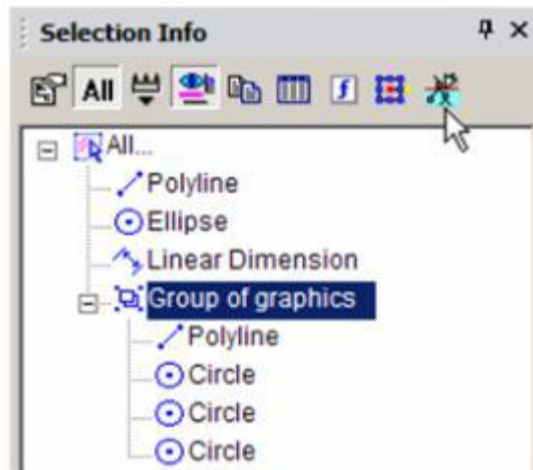 Selection Info
All
All...
Polyline
Ellipse
Linear Dimension
Group of graphics
Polyline
Circle
Circle
Circle